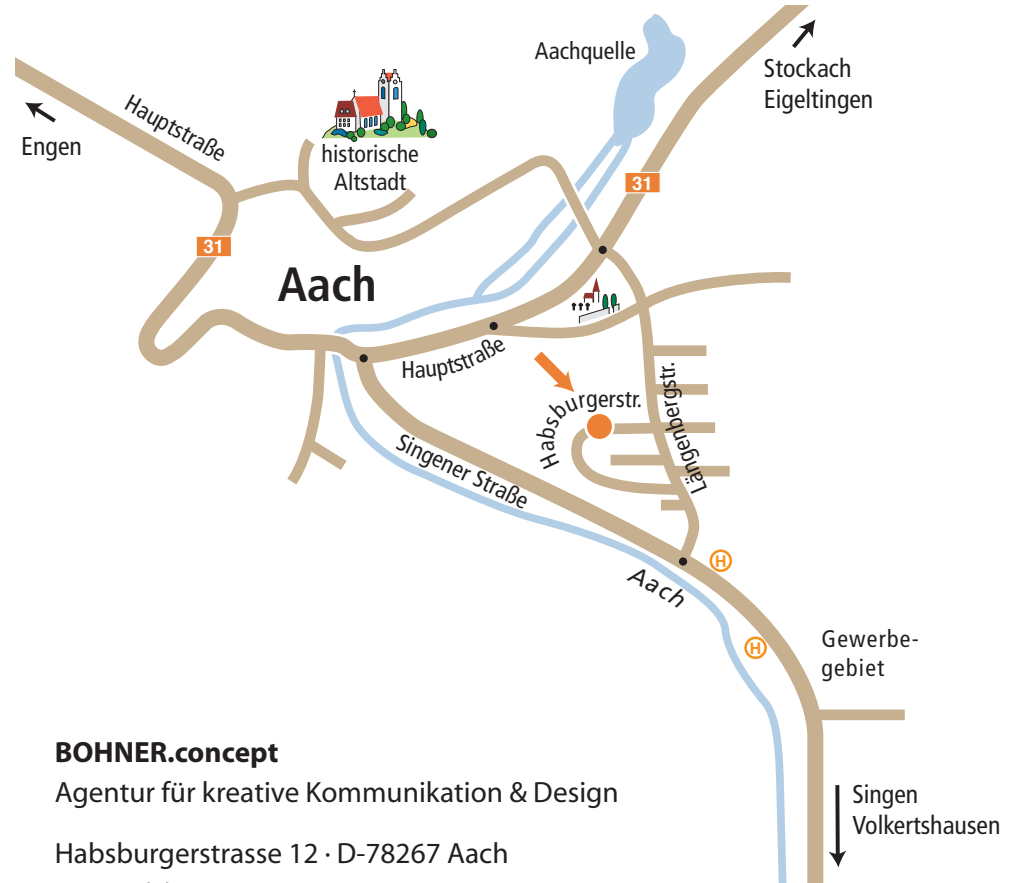 Aachquelle
Stockach
Eigeltingen
Hauptstraße
Engen
historische
Altstadt
31
31
Aach
Hauptstraße
Habsburgerstr.
Längenbergstr.
Singener Straße
H
Aach
H
Gewerbe-
gebiet
BOHNER.concept
Agentur für kreative Kommunikation & Design
Singen
Volkertshausen
Habsburgerstrasse 12 · D-78267 Aach